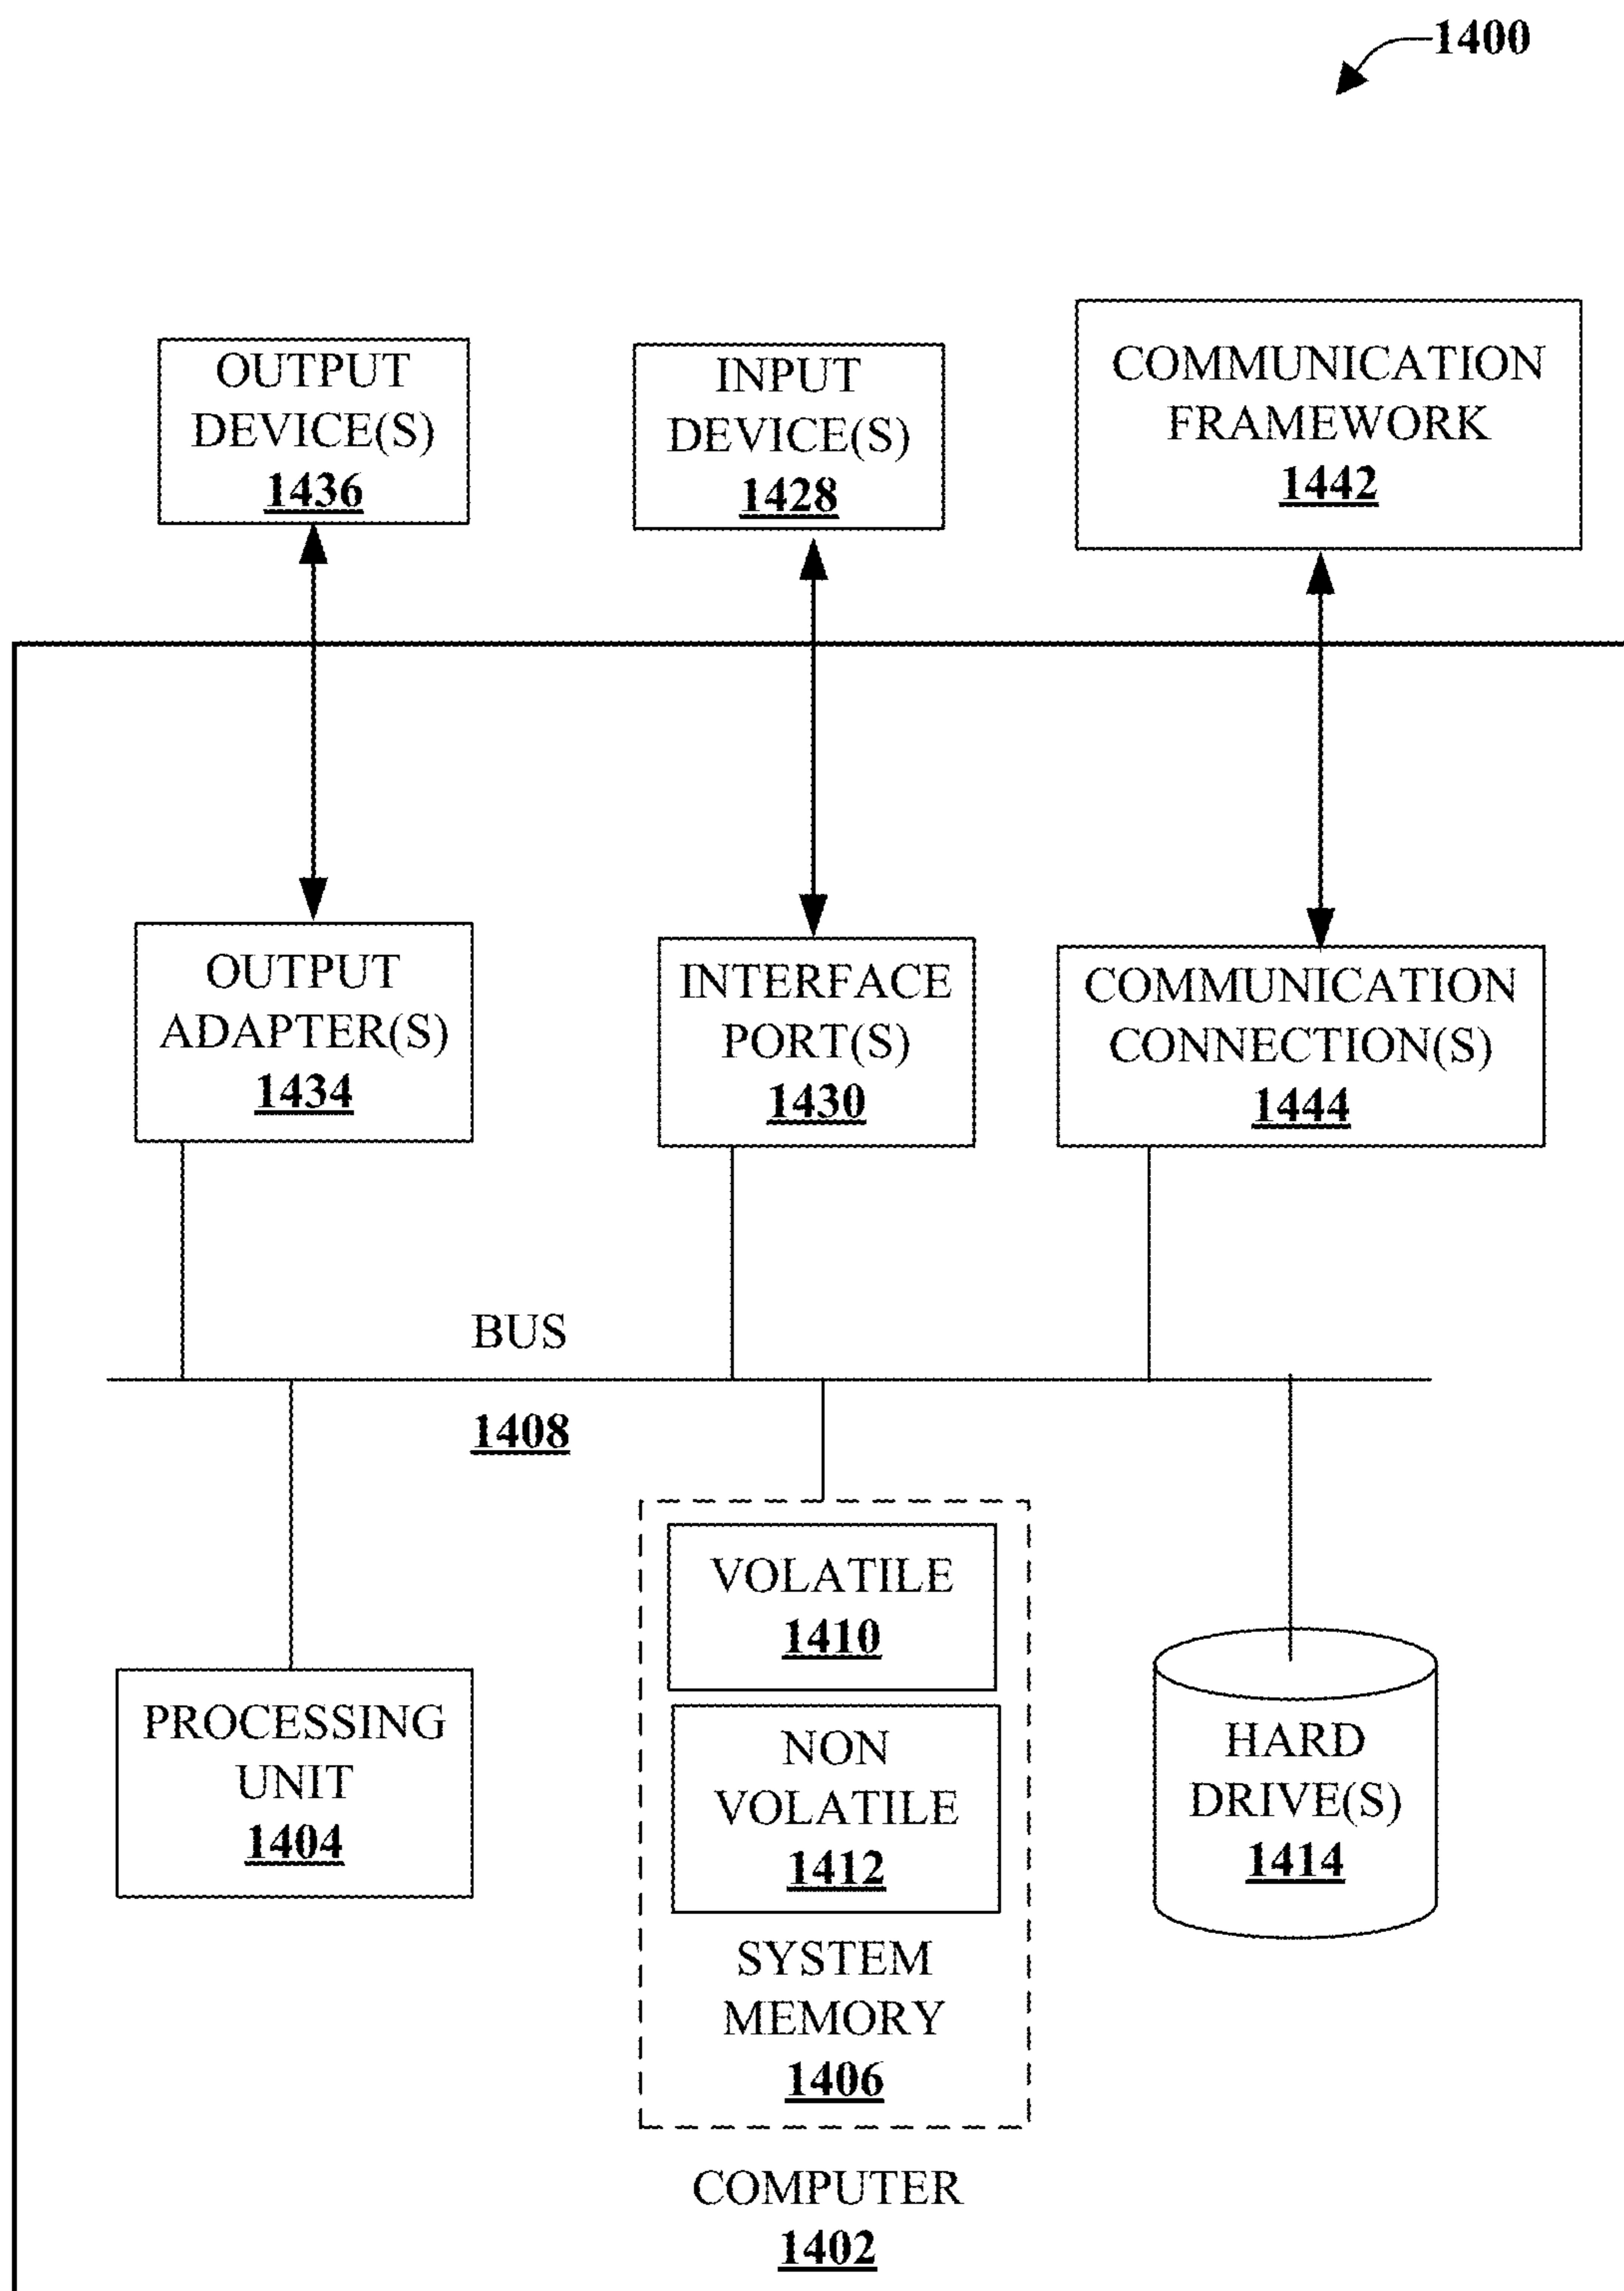 1400
OUTPUT
DEVICE(S)
1436
INPUT
DEVICE(S)
1428
COMMUNICATION
FRAMEWORK
1442
OUTPUT
ADAPTER(S)
1434
INTERFACE
PORT(S)
1430
COMMUNICATION
CONNECTION(S)
1444
BUS
1408
PROCESSING
UNIT
1404
VOLATILE
1410
NON
VOLATILE
1412
SYSTEM
MEMORY
1406
HARD
DRIVE(S)
1414
COMPUTER
1402